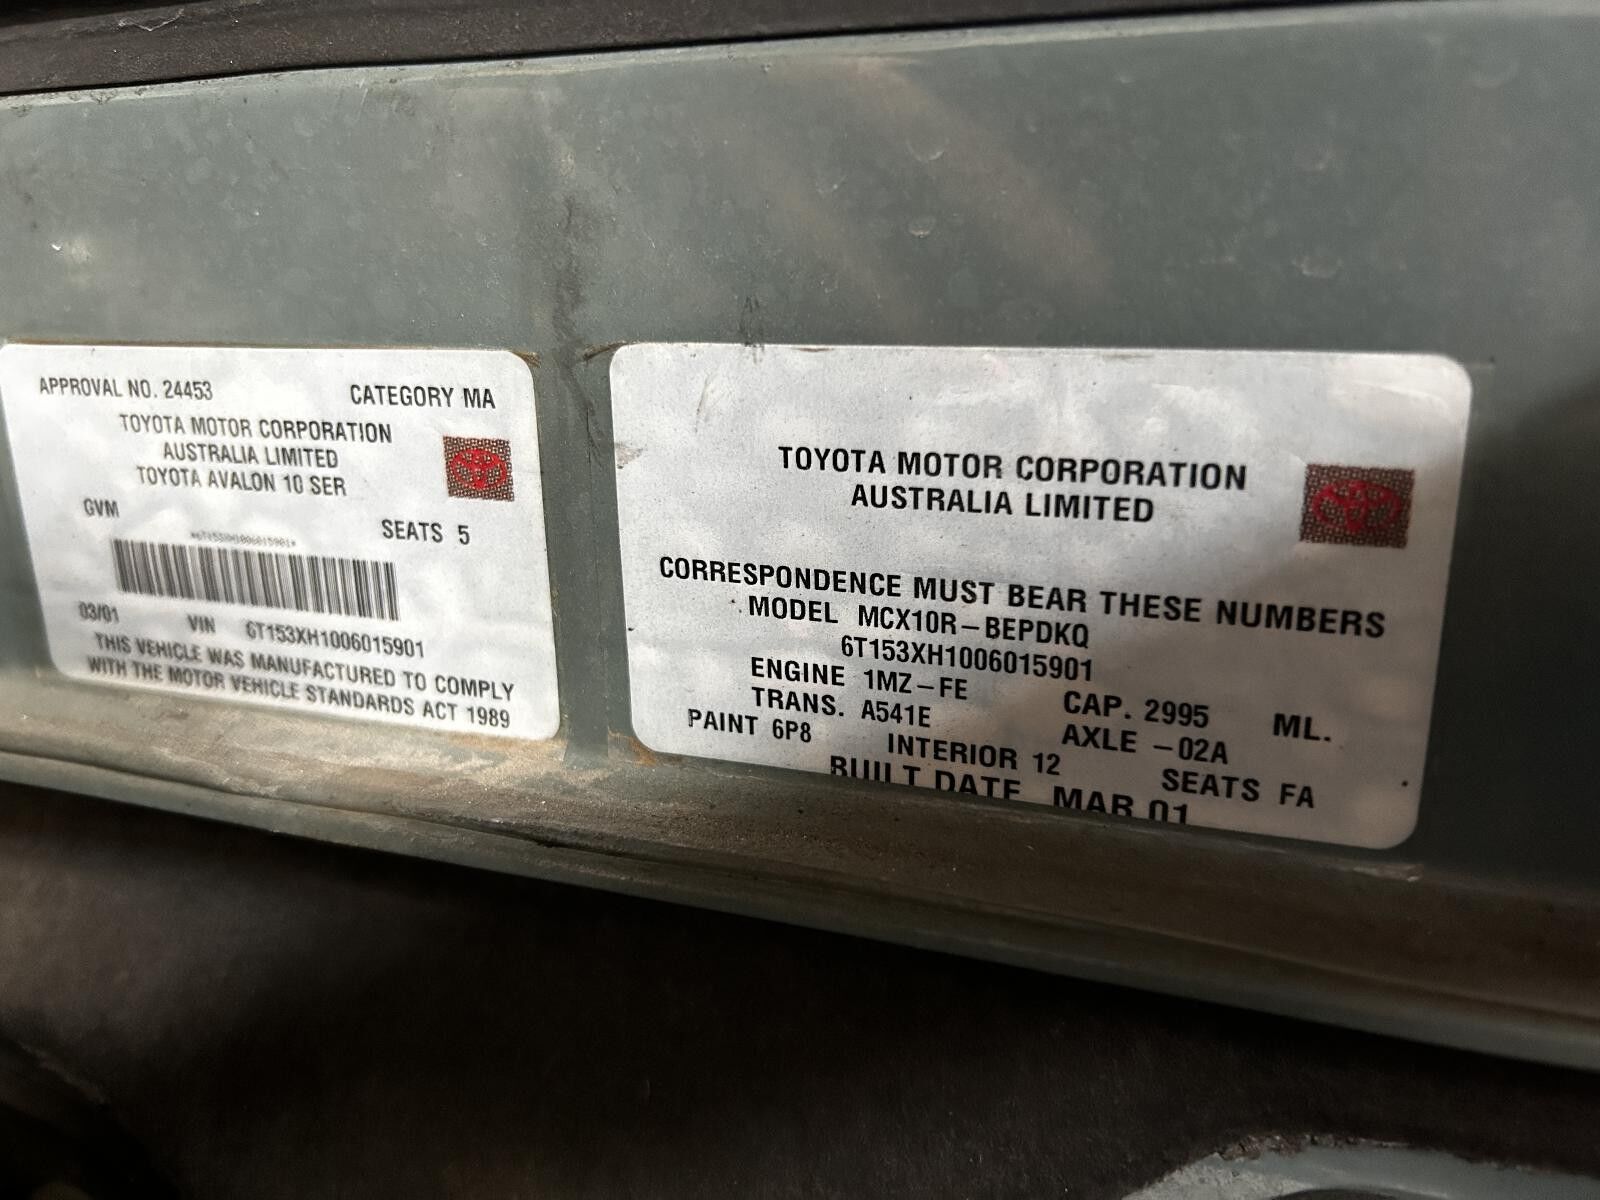 APPROVAL NO. 24453 CATEGORY MA
TOYOTA MOTOR CORPORATION
AUSTRALIA LIMITED
TOYOTA AVALON 10 SER
GVM SEATS 5
*6T153XH1006015901*
03/01 VIN 6T153XH1006015901
THIS VEHICLE WAS MANUFACTURED TO COMPLY
WITH THE MOTOR VEHICLE STANDARDS ACT 1989
TOYOTA MOTOR CORPORATION
AUSTRALIA LIMITED
CORRESPONDENCE MUST BEAR THESE NUMBERS
MODEL MCX10R-BEPDKQ
6T153XH1006015901
ENGINE 1MZ-FE CAP. 2995 ML.
TRANS. A541E AXLE -02A
PAINT 6P8 INTERIOR 12 SEATS FA
BUILT DATE MAR 01